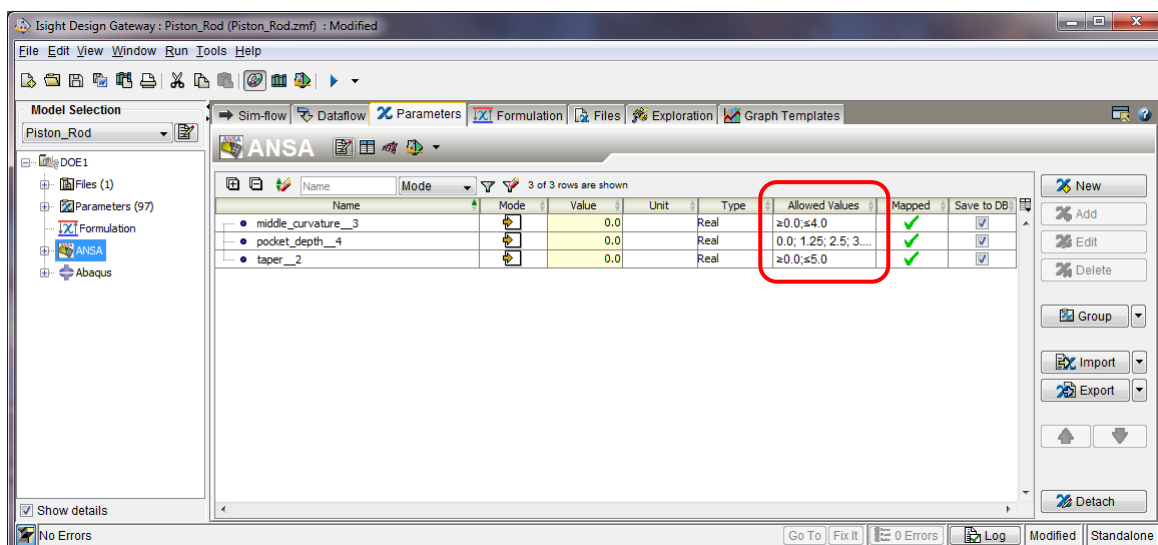 Isight Design Gateway : Piston_Rod (Piston_Rod.zmf) : Modified
File Edit View Window Run Tools Help
Model Selection
Sim-flow Dataflow Parameters Formulation Files Exploration Graph Templates
Piston_Rod
ANSA
DOE1
Files (1)
Parameters (97)
Formulation
ANSA
Abaqus
Name Mode 3 of 3 rows are shown
Name Mode Value Unit Type Allowed Values Mapped Save to DB
middle_curvature__3 0.0 Real ≥0.0;≤4.0
pocket_depth__4 0.0 Real 0.0; 1.25; 2.5; 3....
taper__2 0.0 Real ≥0.0;≤5.0
New
Add
Edit
Delete
Group
Import
Export
Detach
Show details
No Errors Go To Fix It 0 Errors Log Modified Standalone